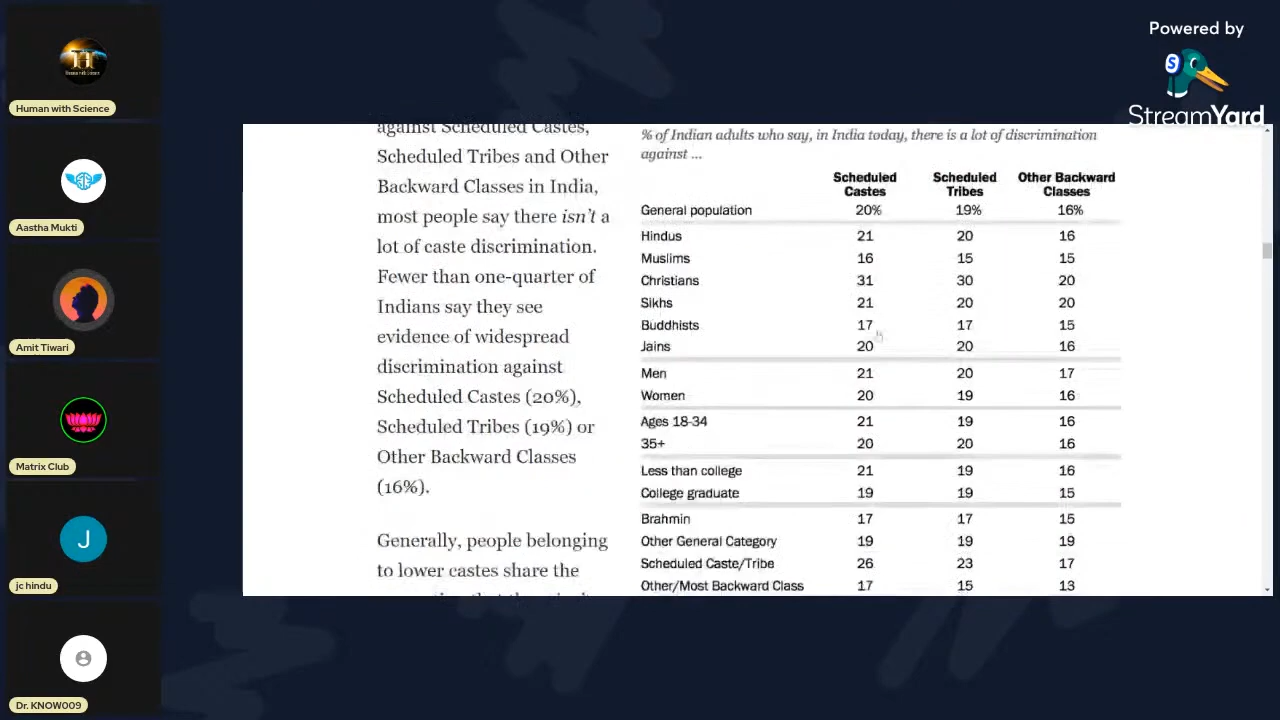 Powered by
StreamYard
Human with Science
Aastha Mukti
Amit Tiwari
Matrix Club
J
jc hindu
Dr. KNOW009
against Scheduled Castes,
Scheduled Tribes and Other
Backward Classes in India,
most people say there isn't a
lot of caste discrimination.
Fewer than one-quarter of
Indians say they see
evidence of widespread
discrimination against
Scheduled Castes (20%),
Scheduled Tribes (19%) or
Other Backward Classes
(16%).
Generally, people belonging
to lower castes share the
% of Indian adults who say, in India today, there is a lot of discrimination
against ...
Scheduled Castes Scheduled Tribes Other Backward Classes
General population 20% 19% 16%
Hindus 21 20 16
Muslims 16 15 15
Christians 31 30 20
Sikhs 21 20 20
Buddhists 17 17 15
Jains 20 20 16
Men 21 20 17
Women 20 19 16
Ages 18-34 21 19 16
35+ 20 20 16
Less than college 21 19 16
College graduate 19 19 15
Brahmin 17 17 15
Other General Category 19 19 19
Scheduled Caste/Tribe 26 23 17
Other/Most Backward Class 17 15 13